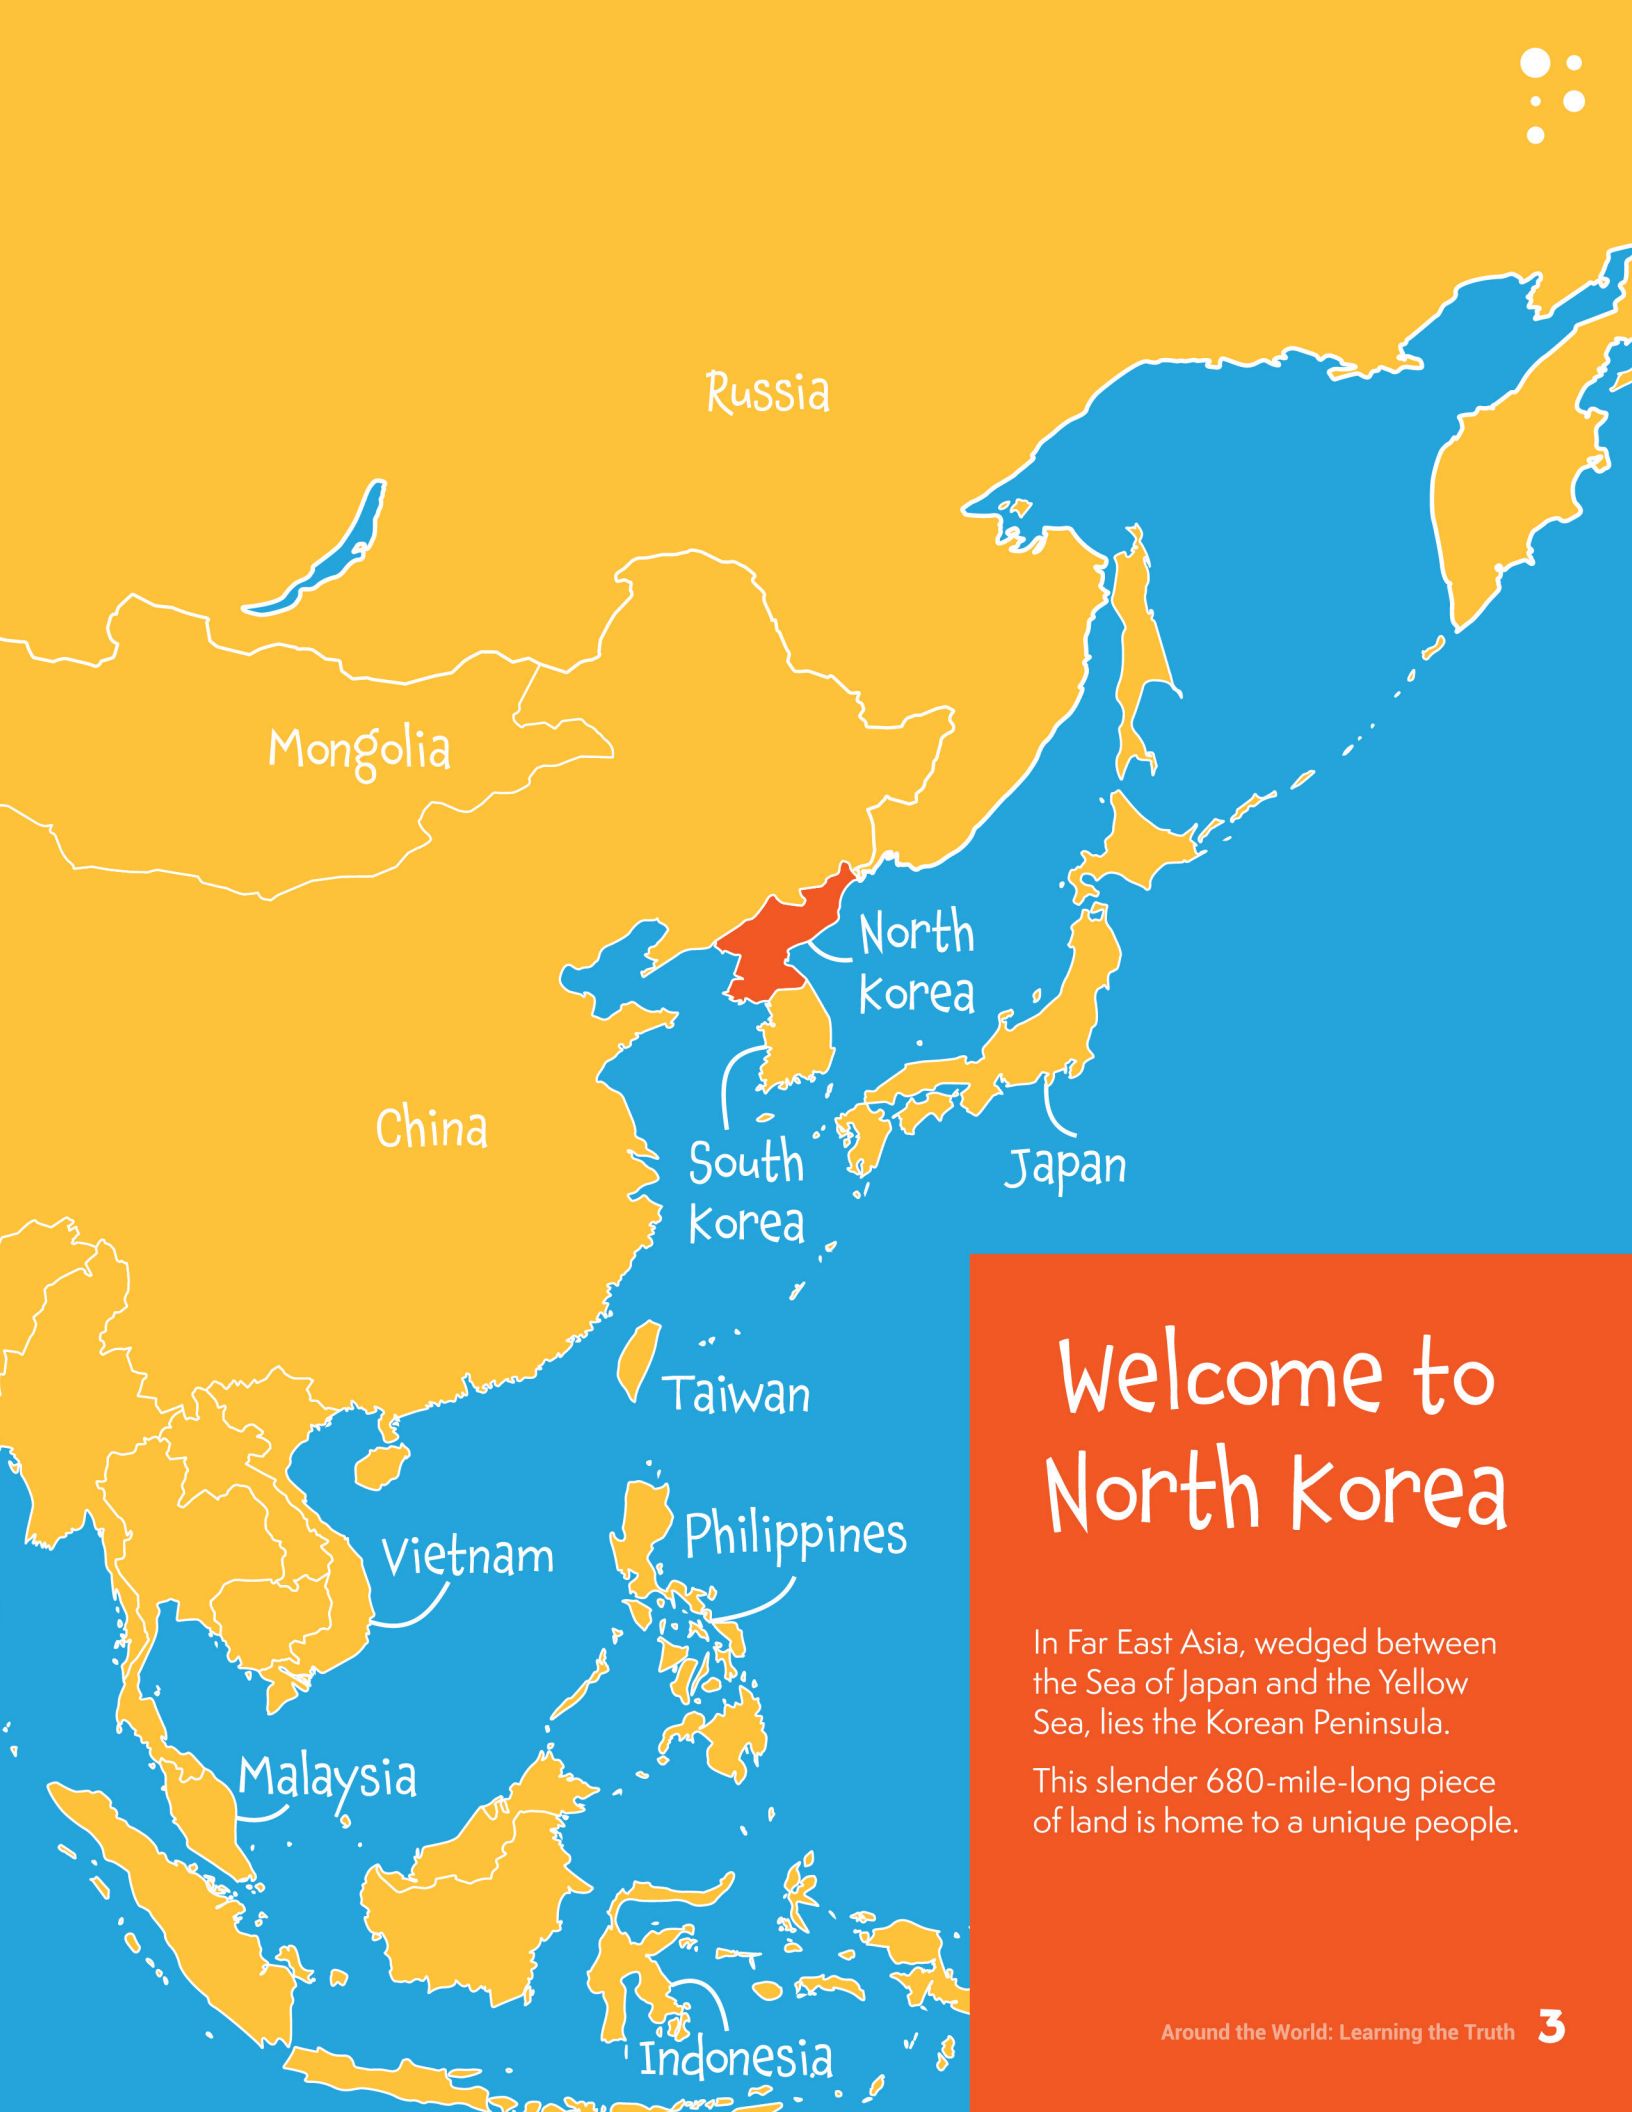 Russia
Mongolia
North
Korea
China
South
Korea
Japan
Taiwan
Vietnam
Philippines
Malaysia
Indonesia
Welcome to
North Korea
In Far East Asia, wedged between
the Sea of Japan and the Yellow
Sea, lies the Korean Peninsula.
This slender 680-mile-long piece
of land is home to a unique people.
Around the World: Learning the Truth 3